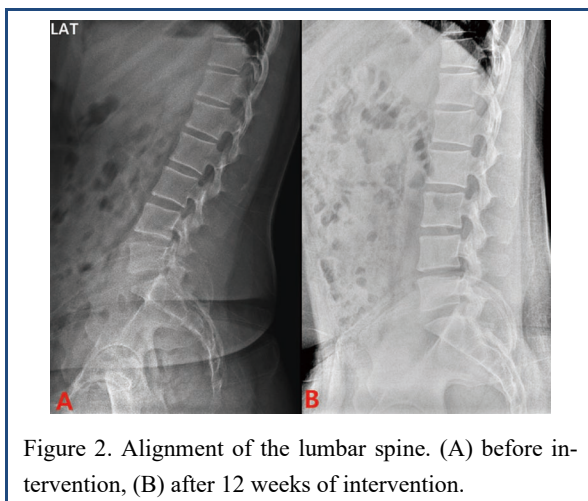 LAT
A
B
Figure 2. Alignment of the lumbar spine. (A) before in-
tervention, (B) after 12 weeks of intervention.